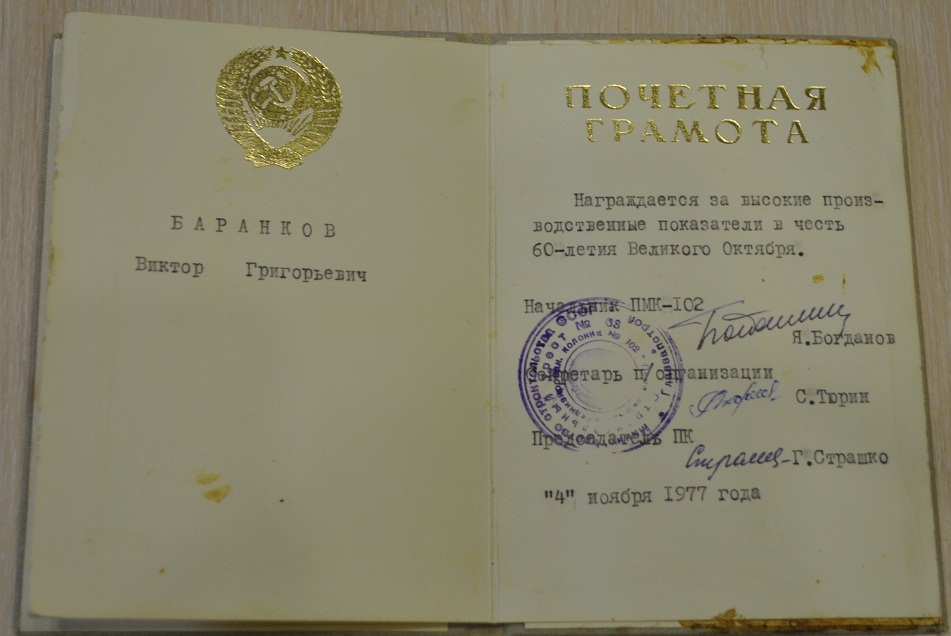 БАРАНКОВ
Виктор Григорьевич
ПОЧЕТНАЯ
ГРАМОТА
Награждается за высокие произ-
водственные показатели в честь
60-летия Великого Октября.
Начальник ПМК-102
Я.Богданов
Секретарь п/организации
С.Тюрин
Председатель ПК
Г.Страшко
"4" ноября 1977 года